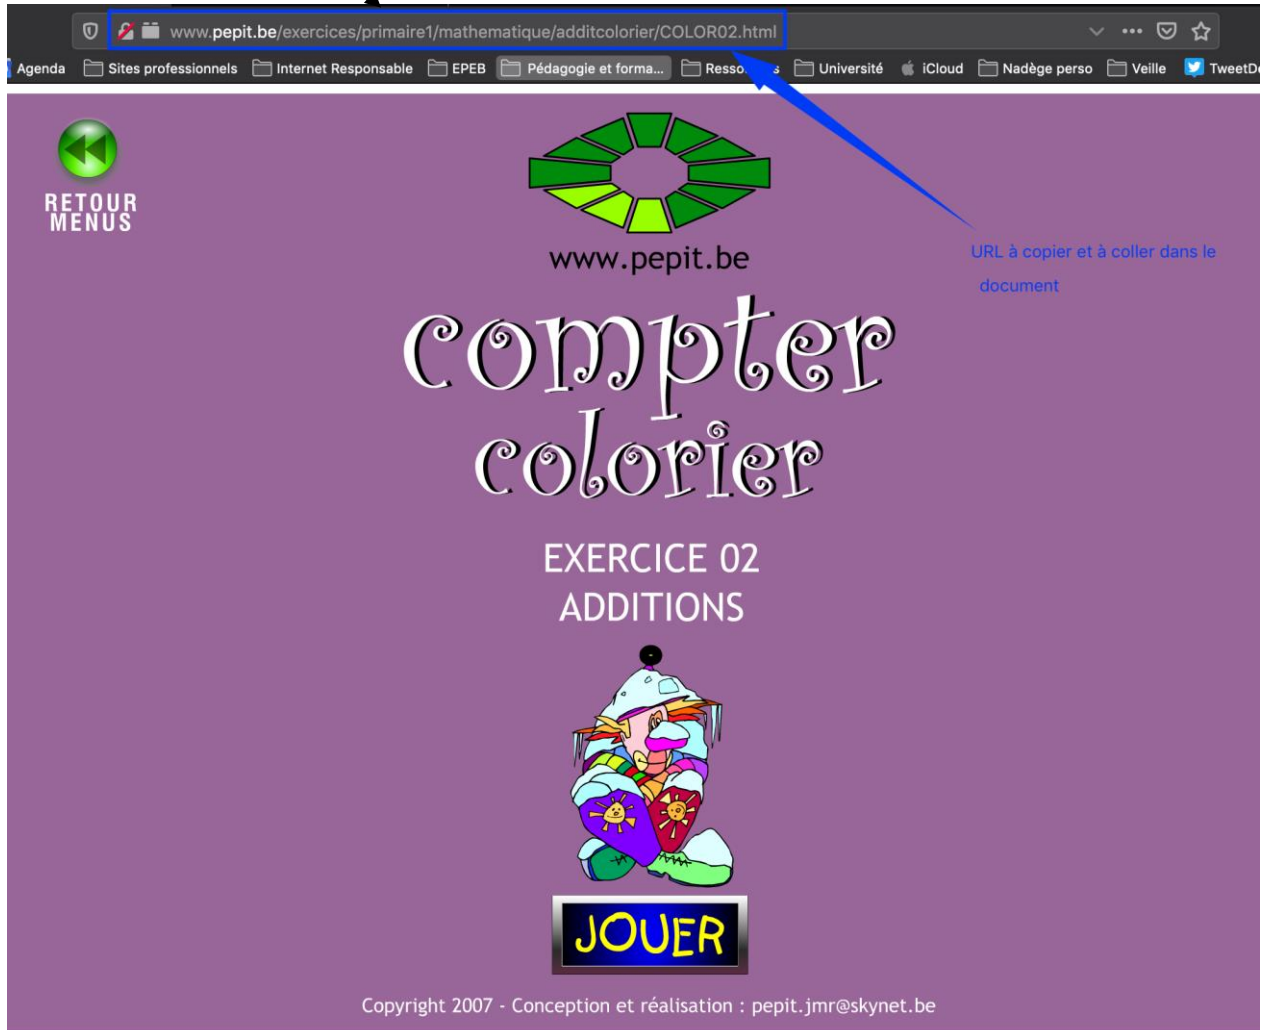 www.pepit.be/exercices/primaire1/mathematique/additcolorier/COLOR02.html
Agenda Sites professionnels Internet Responsable EPEB Pédagogie et forma... Veille Université iCloud Nadège perso TweetD
RETOUR
MENUS
www.pepit.be
URL à copier et à coller dans le
document
compter
colorier
EXERCICE 02
ADDITIONS
JOUER
Copyright 2007 - Conception et réalisation : pepit.jmr@skynet.be